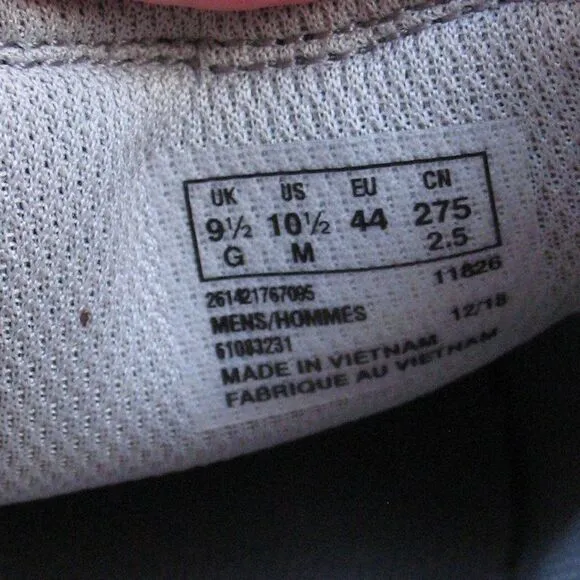 UK US EU CN
9½ 10½ 44 275
G M 2.5
261421767095 11826
MENS/HOMMES 12/18
61083231
MADE IN VIETNAM
FABRIQUE AU VIETNAM